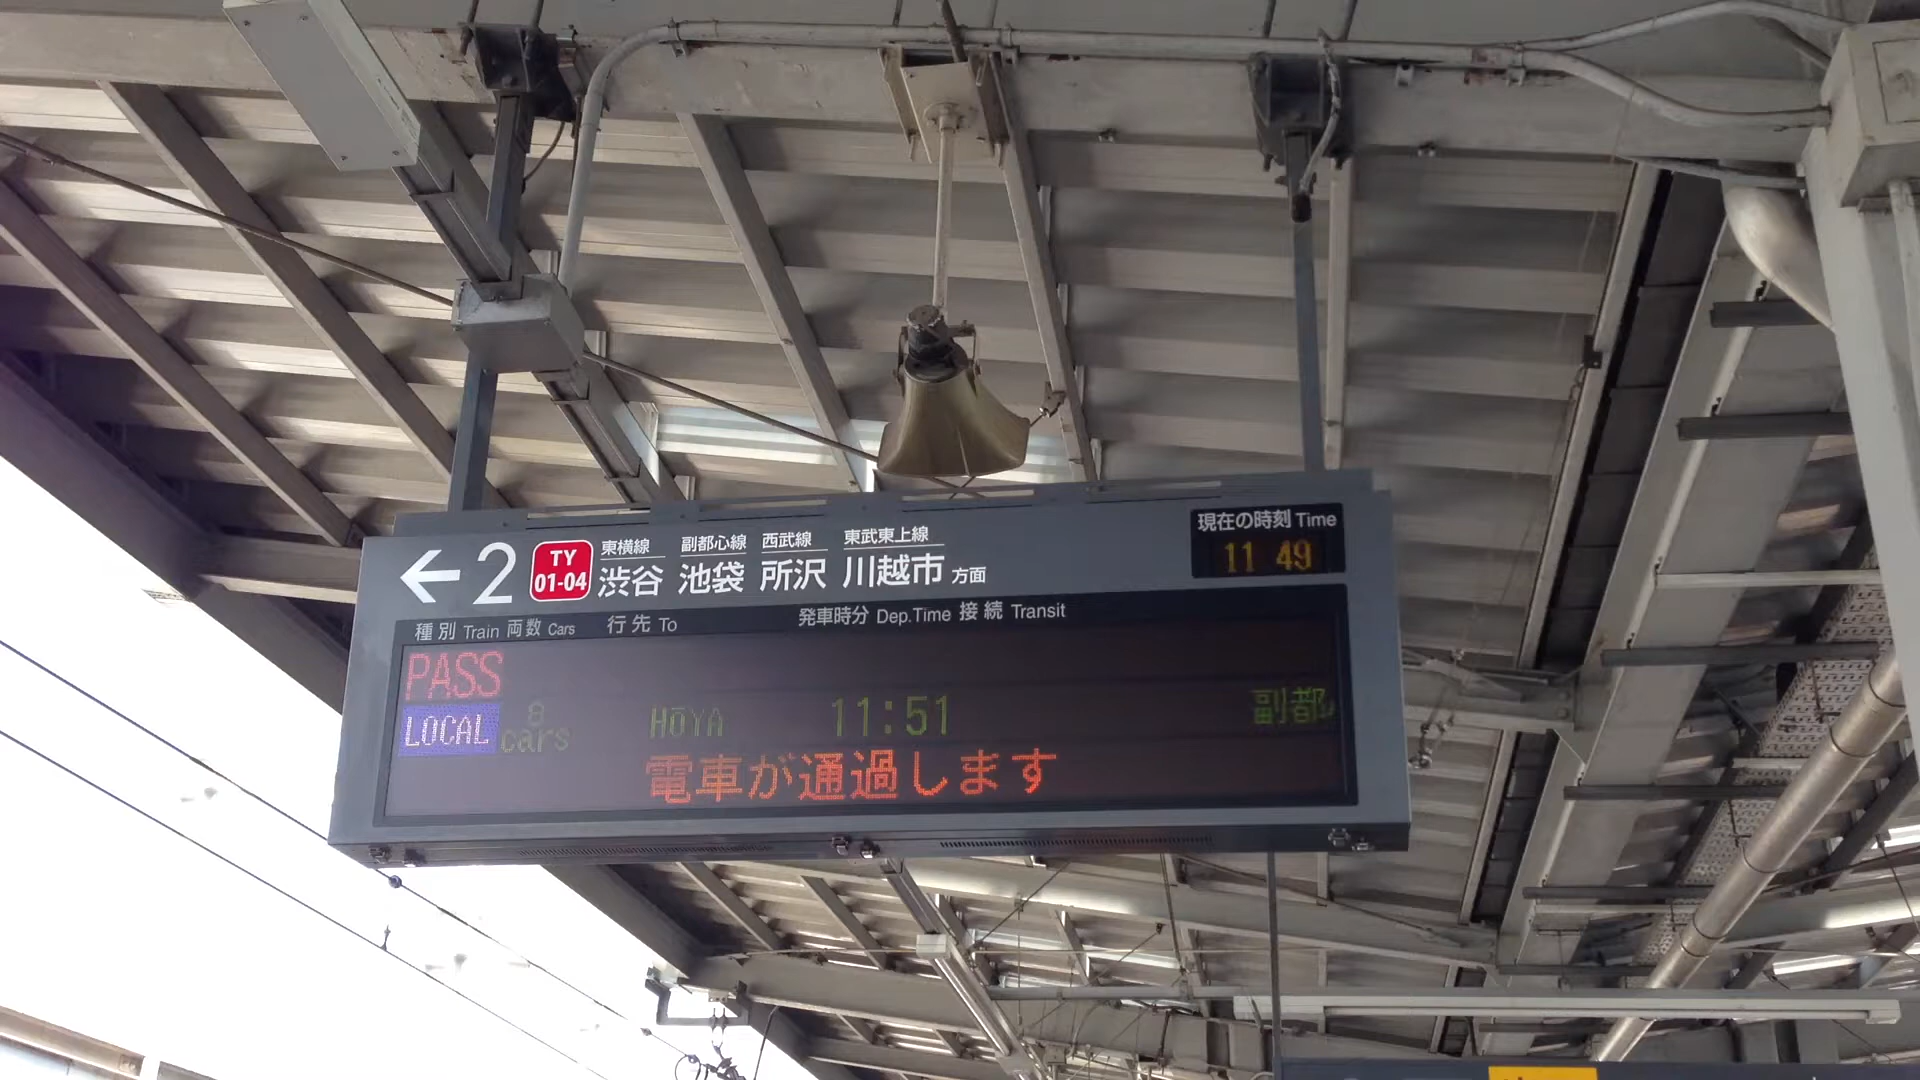 ← 2 TY 01-04 東横線 渋谷 副都心線 池袋 西武線 所沢 東武東上線 川越市 方面
現在の時刻 Time
11 49
種別 Train 両数 Cars 行先 To 発車時分 Dep.Time 接続 Transit
PASS
LOCAL 8 cars HŌYA 11:51 副都
電車が通過します